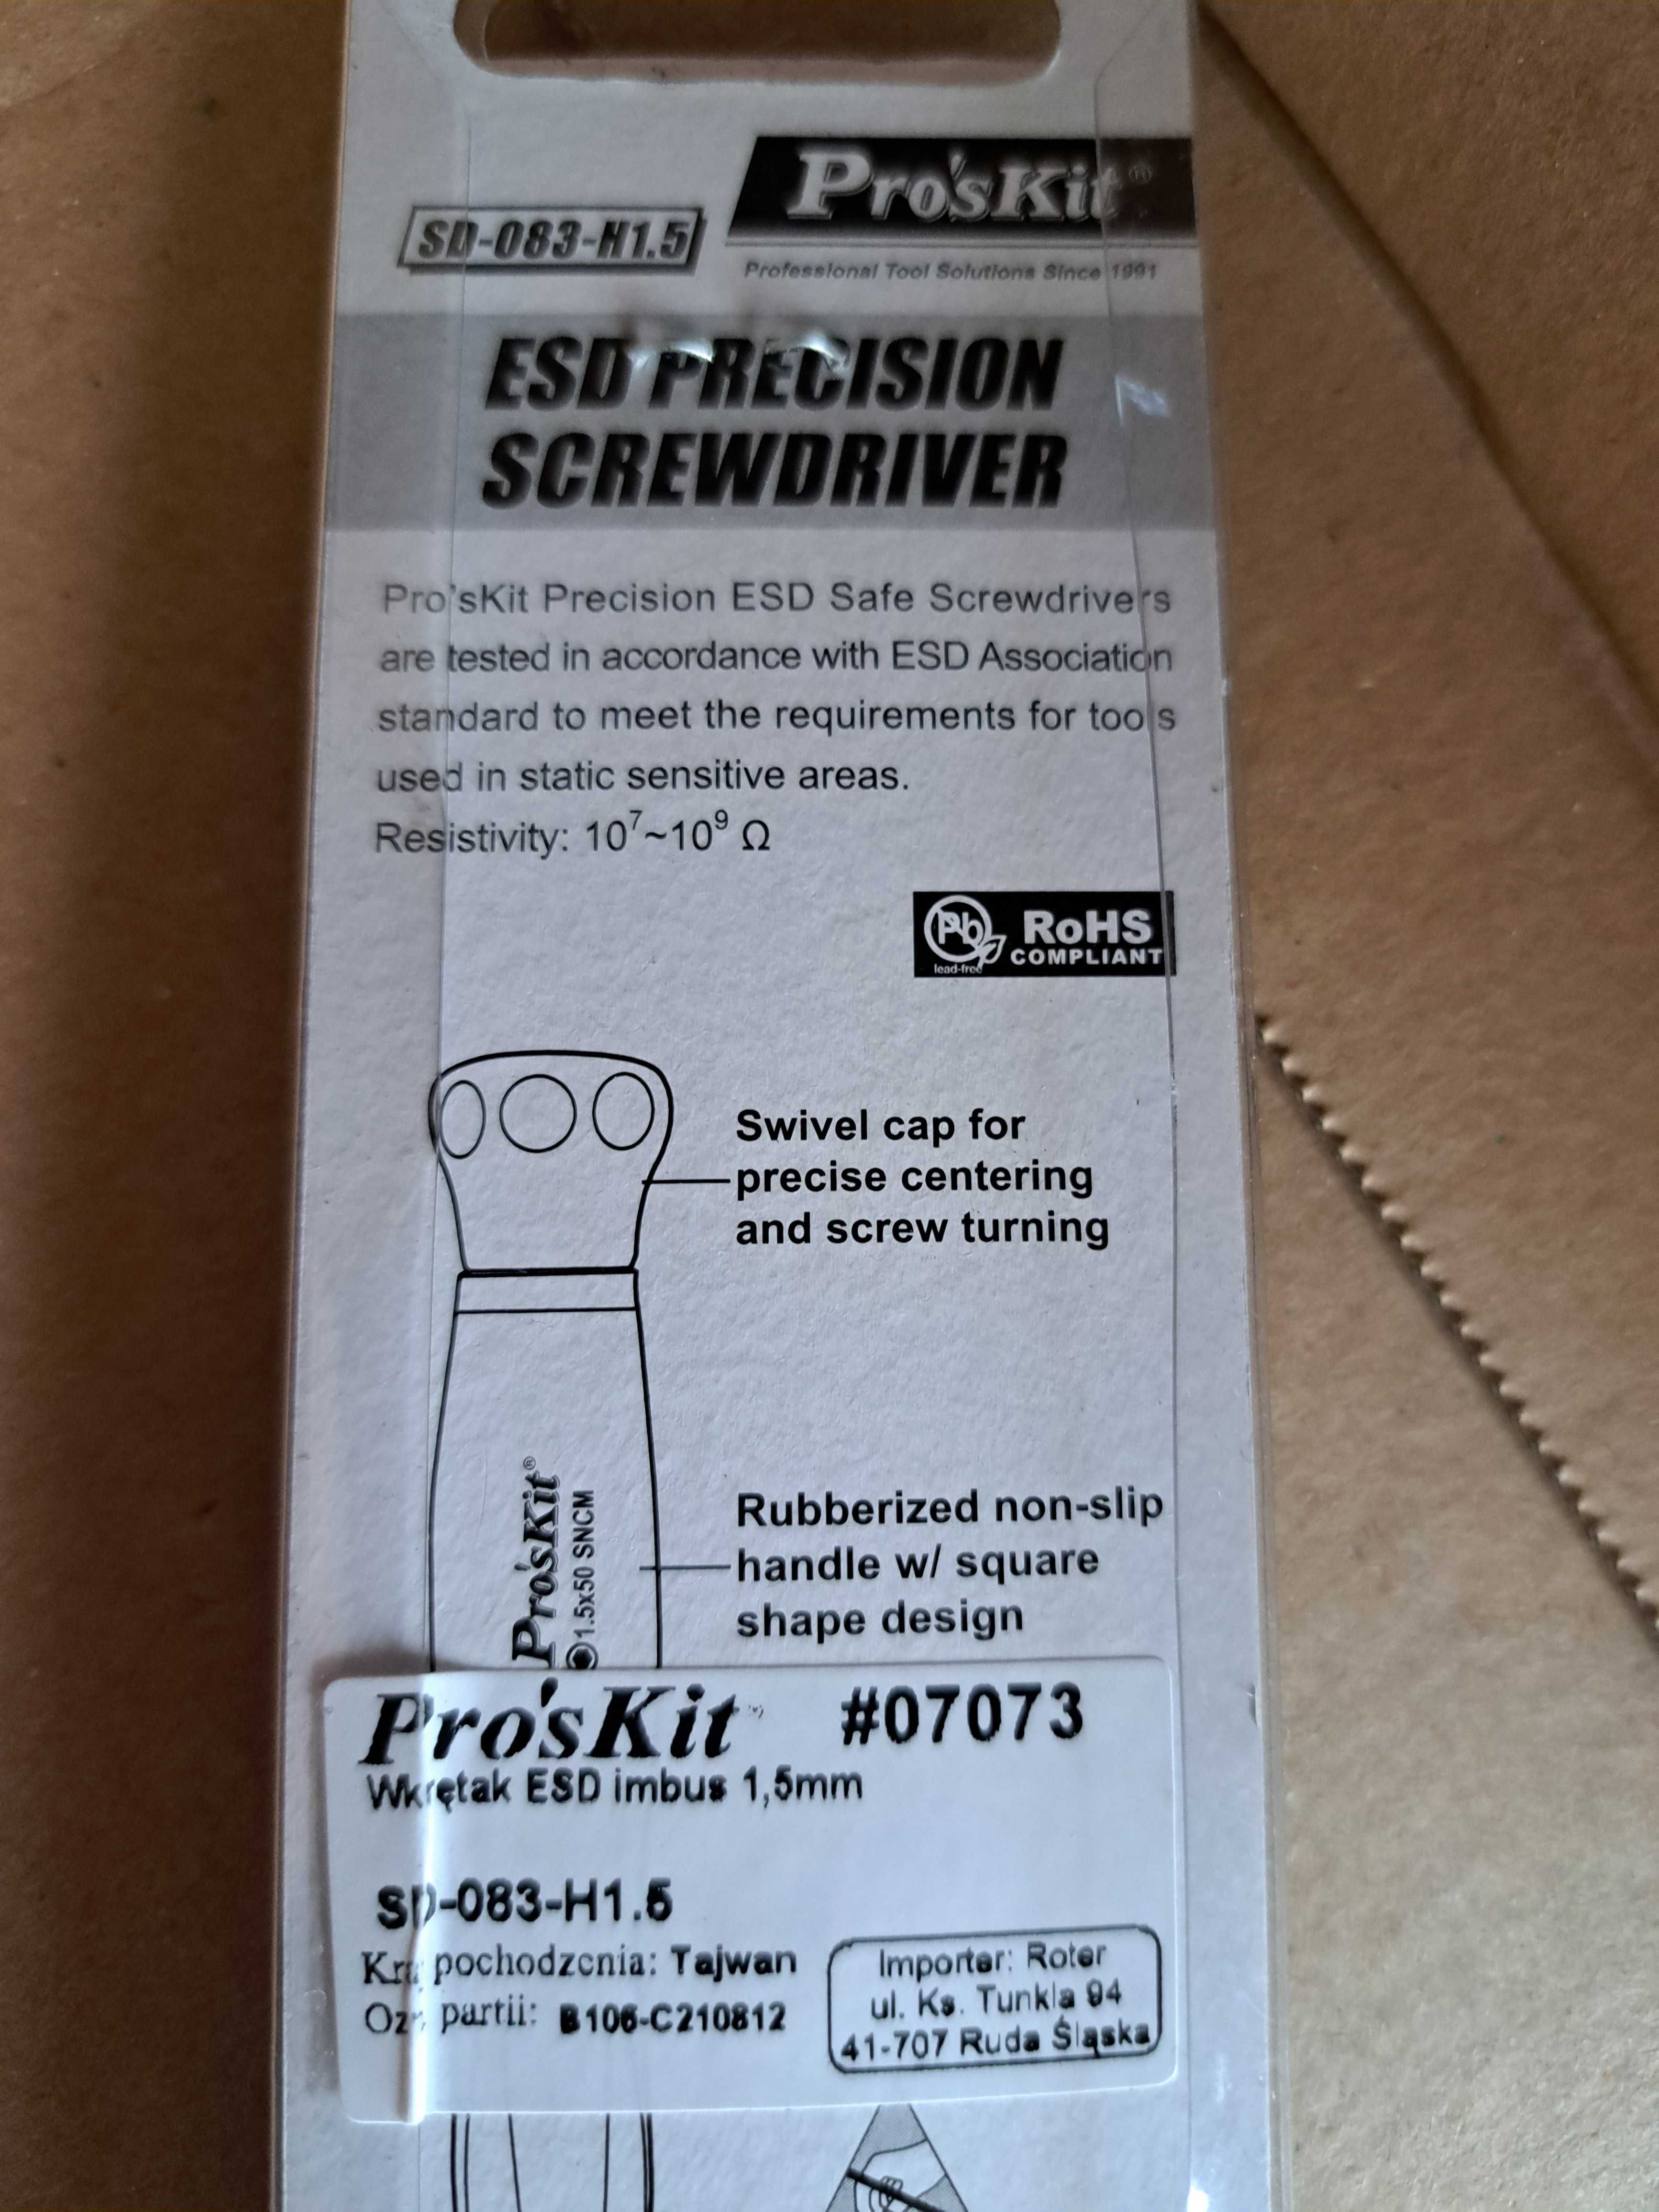 Pro'sKit®
SD-083-H1.5
Professional Tool Solutions Since 1991
ESD PRECISION
SCREWDRIVER
Pro'sKit Precision ESD Safe Screwdrivers
are tested in accordance with ESD Association
standard to meet the requirements for tools
used in static sensitive areas.
Resistivity: 10⁷~10⁹ Ω
Pb
lead-free
RoHS
COMPLIANT
Swivel cap for
precise centering
and screw turning
Pro'sKit®
1.5x50 SNCM
Rubberized non-slip
handle w/ square
shape design
Pro'sKit #07073
Wkrętak ESD imbus 1,5mm
SD-083-H1.5
pochodzenia: Tajwan
partii: B106-C210812
Importer: Roter
ul. Ks. Tunkla 94
41-707 Ruda Śląska